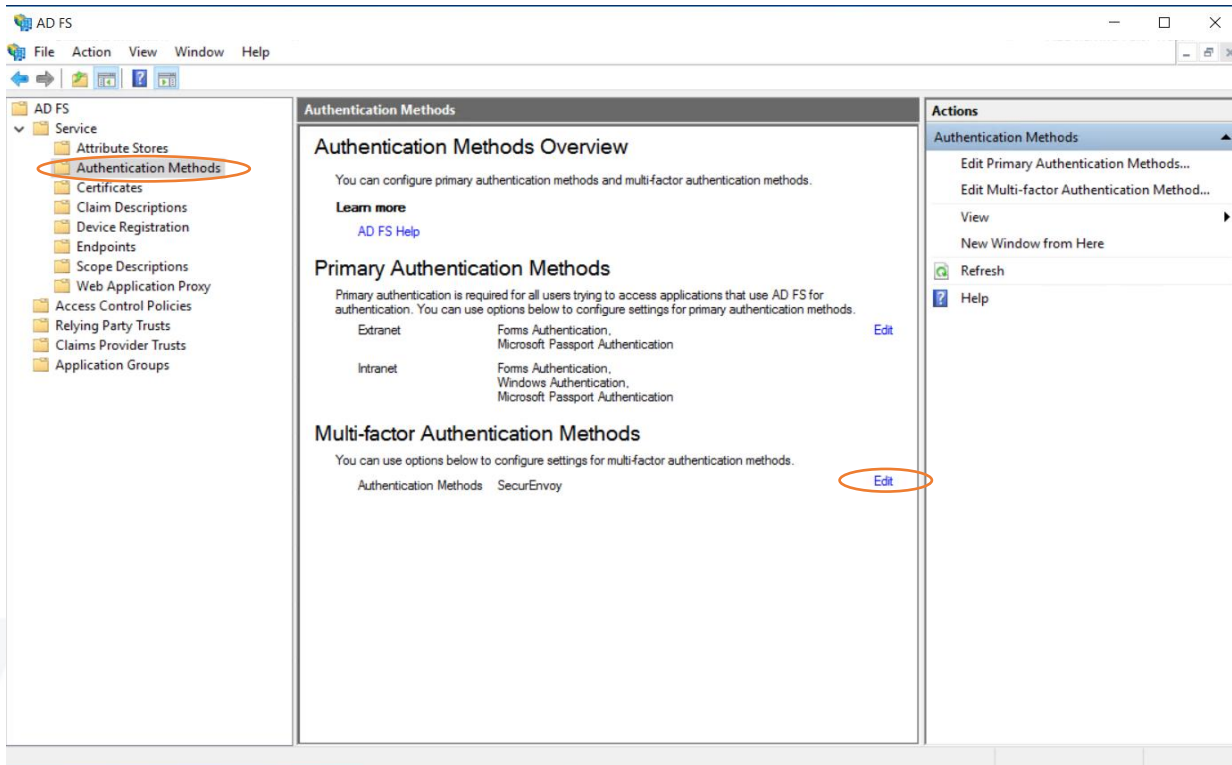 AD FS
File Action View Window Help
AD FS
Service
Attribute Stores
Authentication Methods
Certificates
Claim Descriptions
Device Registration
Endpoints
Scope Descriptions
Web Application Proxy
Access Control Policies
Relying Party Trusts
Claims Provider Trusts
Application Groups
Authentication Methods
Authentication Methods Overview
You can configure primary authentication methods and multi-factor authentication methods.
Learn more
AD FS Help
Primary Authentication Methods
Primary authentication is required for all users trying to access applications that use AD FS for
authentication. You can use options below to configure settings for primary authentication methods.
Extranet Forms Authentication, Edit
Microsoft Passport Authentication
Intranet Forms Authentication,
Windows Authentication,
Microsoft Passport Authentication
Multi-factor Authentication Methods
You can use options below to configure settings for multi-factor authentication methods.
Authentication Methods SecurEnvoy Edit
Actions
Authentication Methods
Edit Primary Authentication Methods...
Edit Multi-factor Authentication Method...
View
New Window from Here
Refresh
Help